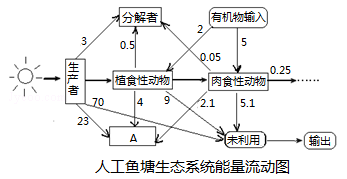 分解者
有机物输入
3
2
0.5
0.05
5
生产者
植食性动物
肉食性动物
0.25
……
70
4
9
2.1
5.1
23
A
未利用
输出
人工鱼塘生态系统能量流动图